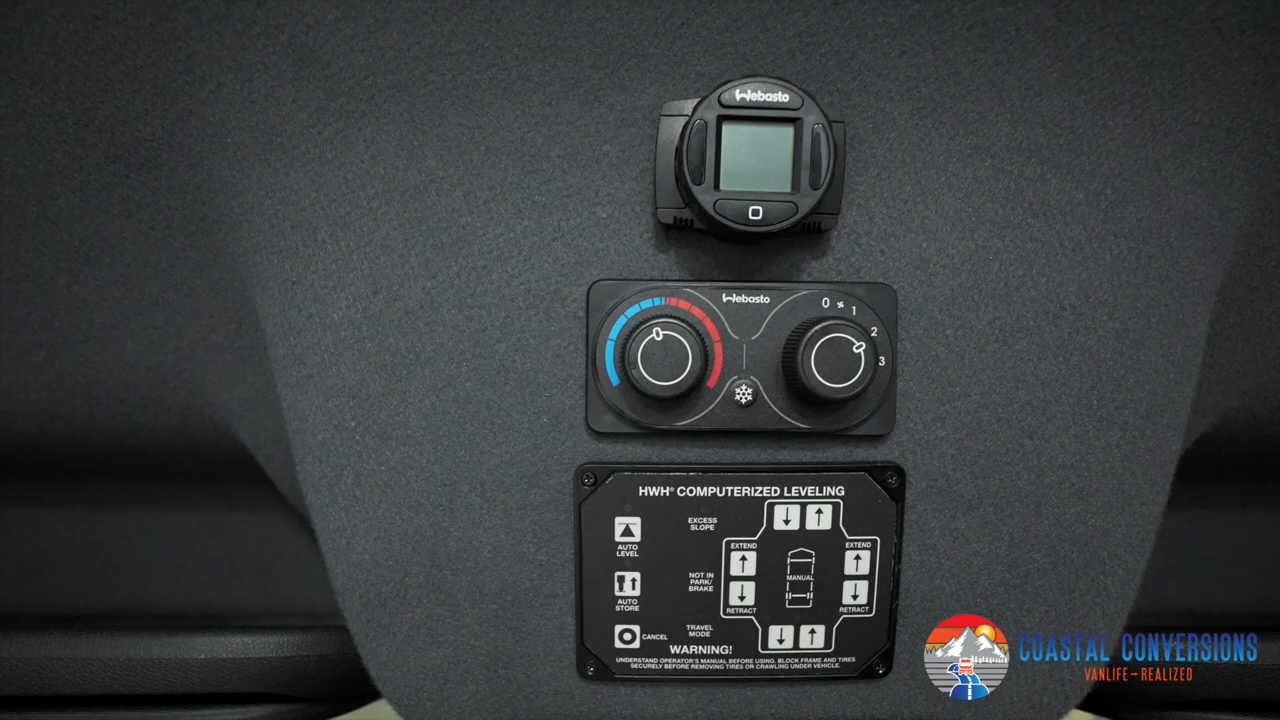 Webasto
Webasto
0
1
2
3
HWH® COMPUTERIZED LEVELING
EXCESS
SLOPE
AUTO
LEVEL
EXTEND
EXTEND
NOT IN
PARK/
BRAKE
MANUAL
AUTO
STORE
RETRACT
RETRACT
TRAVEL
MODE
CANCEL
WARNING!
UNDERSTAND OPERATOR'S MANUAL BEFORE USING. BLOCK FRAME AND TIRES
SECURELY BEFORE REMOVING TIRES OR CRAWLING UNDER VEHICLE.
COASTAL CONVERSIONS
VANLIFE - REALIZED